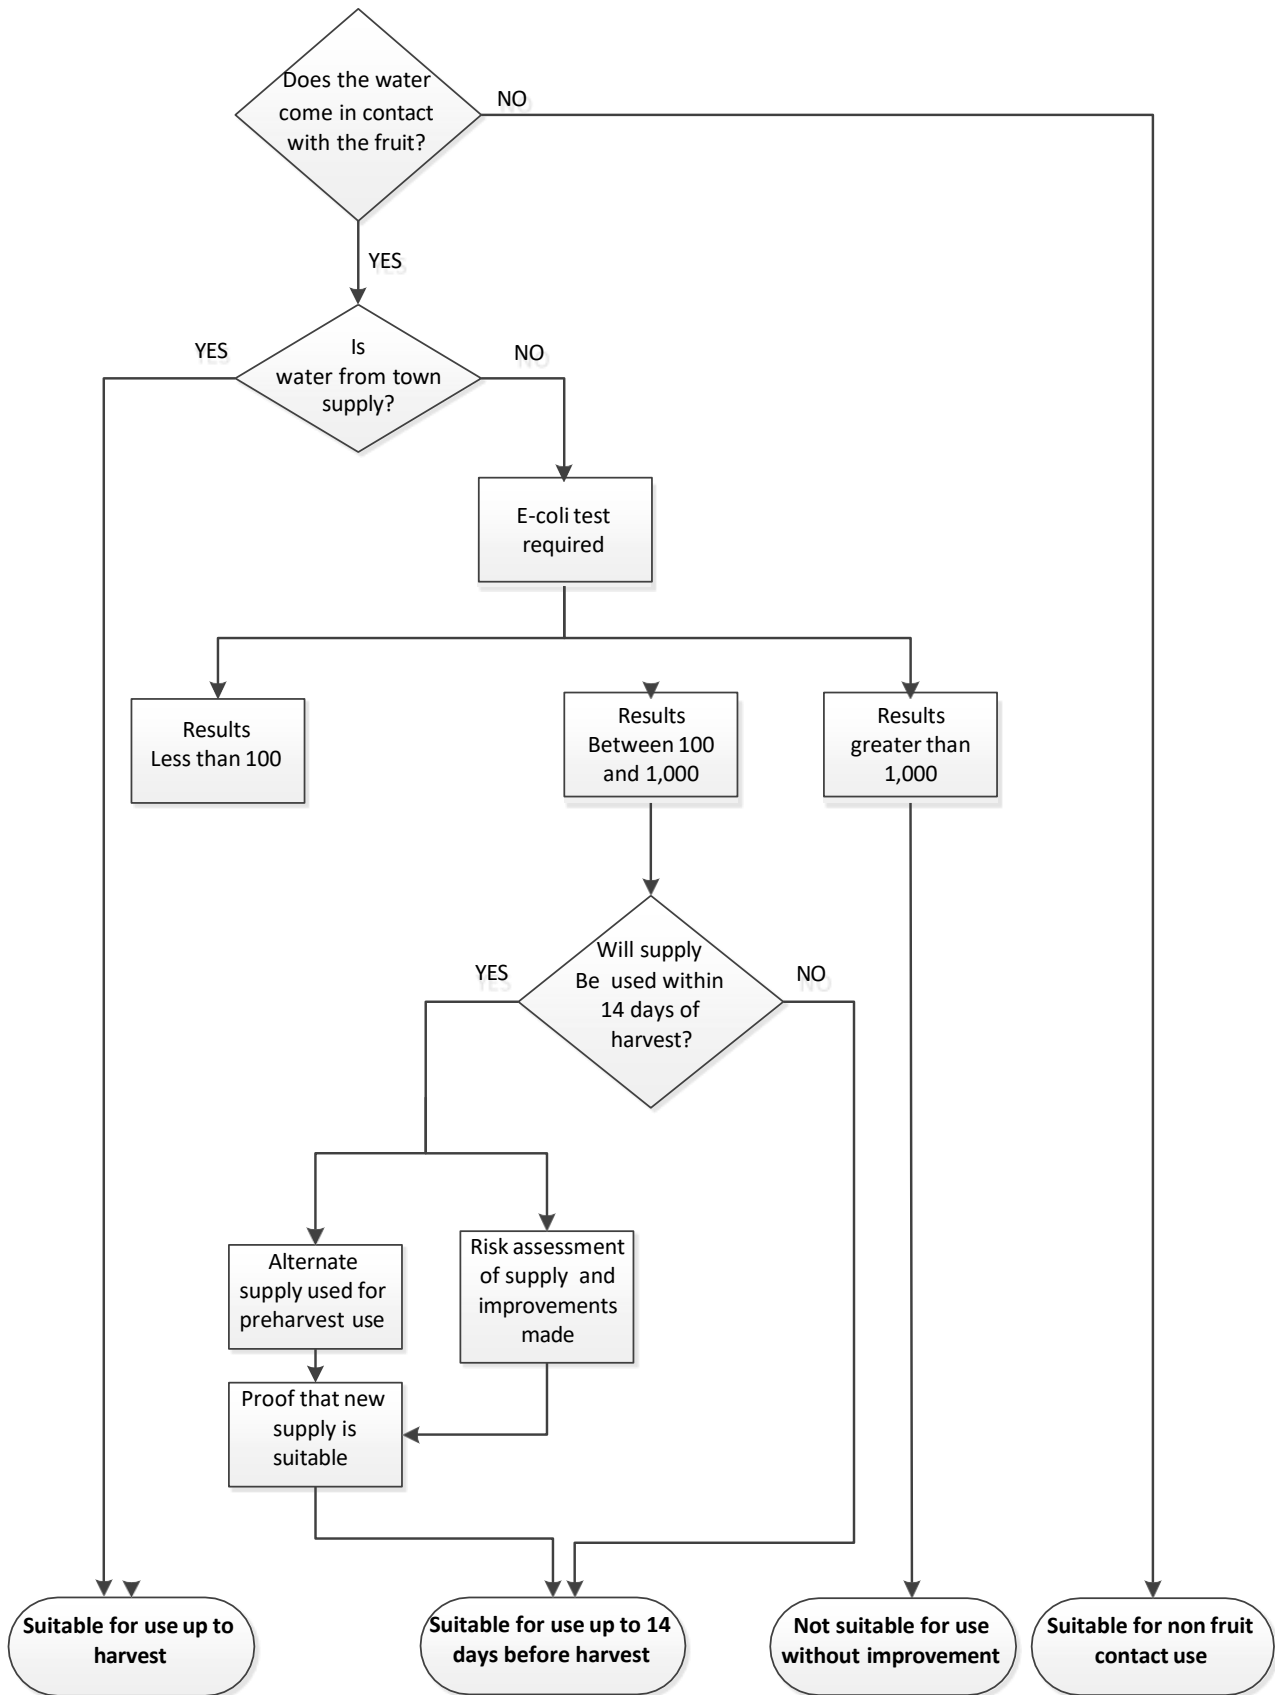 Does the water
come in contact
with the fruit?
NO
YES
YES
Is
water from town
supply?
NO
E-coli test
required
Results
Less than 100
Results
Between 100
and 1,000
Results
greater than
1,000
YES
Will supply
Be used within
14 days of
harvest?
NO
Alternate
supply used for
preharvest use
Risk assessment
of supply and
improvements
made
Proof that new
supply is
suitable
Suitable for use up to
harvest
Suitable for use up to 14
days before harvest
Not suitable for use
without improvement
Suitable for non fruit
contact use